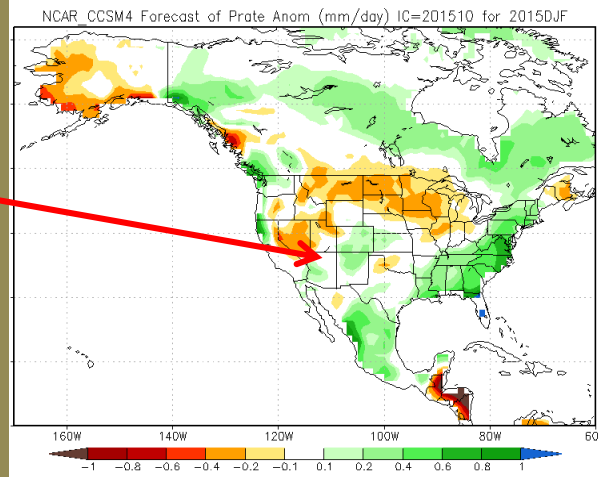 NCAR_CCSM4 Forecast of Prate Anom (mm/day) IC=201510 for 2015DJF
160W 140W 120W 100W 80W 60
-1 -0.8 -0.6 -0.4 -0.2 -0.1 0.1 0.2 0.4 0.6 0.8 1